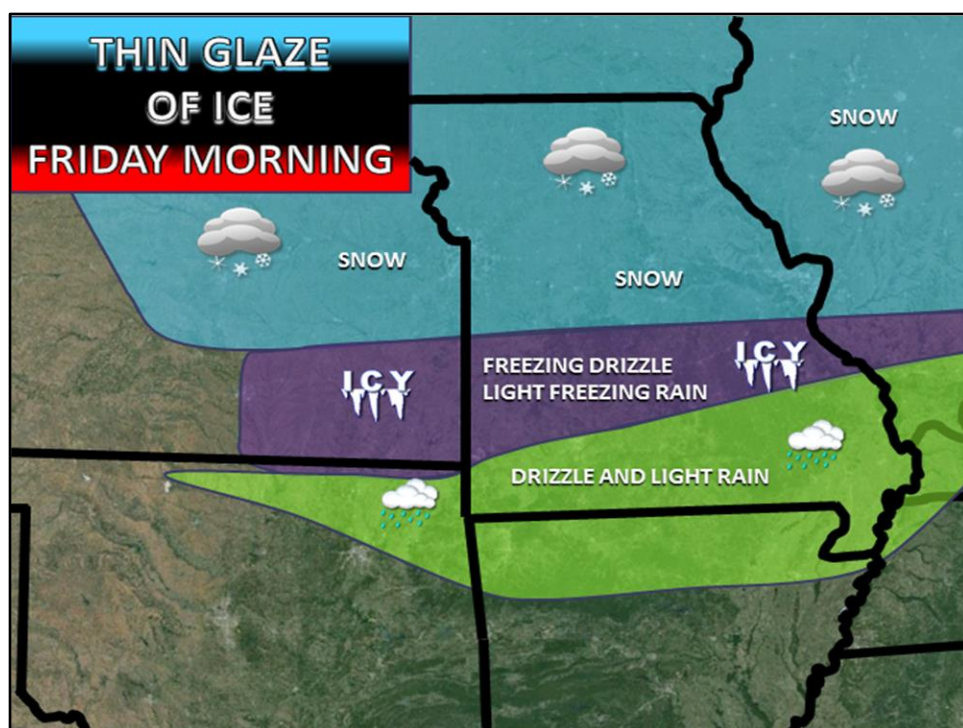 THIN GLAZE
OF ICE
FRIDAY MORNING
SNOW
SNOW
SNOW
ICY
FREEZING DRIZZLE
LIGHT FREEZING RAIN
ICY
DRIZZLE AND LIGHT RAIN